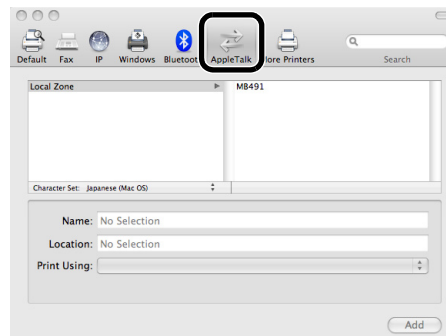 Default Fax IP Windows Bluetoot AppleTalk ore Printers Search
Local Zone MB491
Character Set: Japanese (Mac OS)
Name: No Selection
Location: No Selection
Print Using:
Add